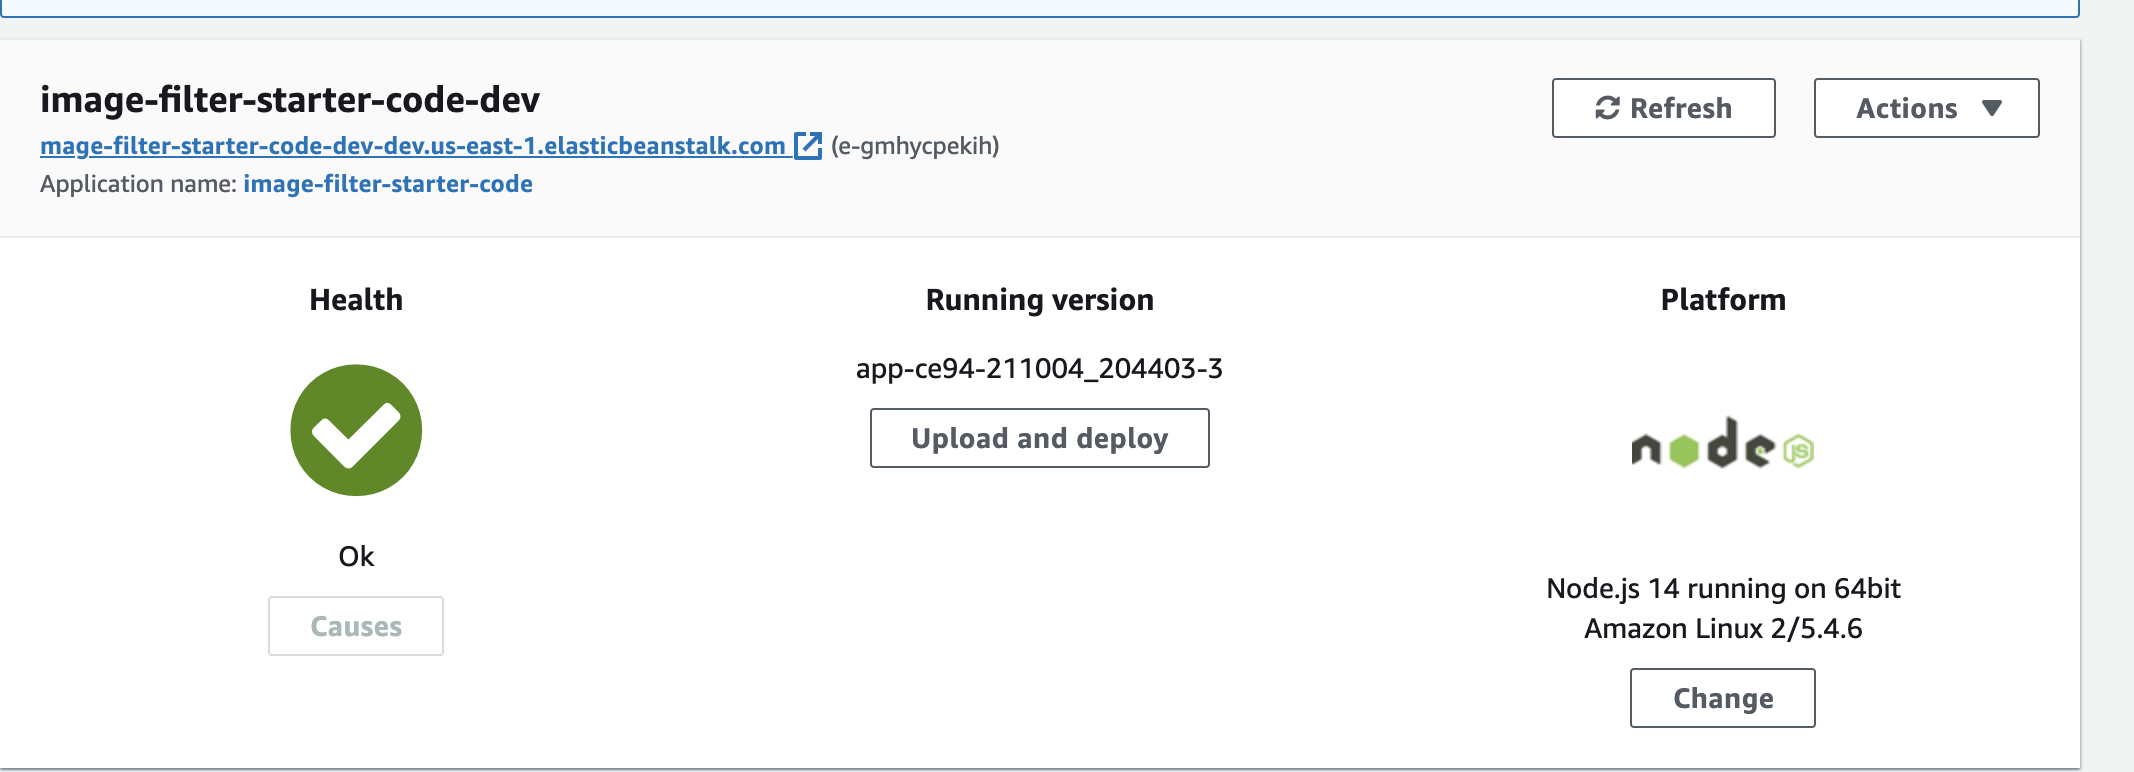 image-filter-starter-code-dev
Refresh
Actions
mage-filter-starter-code-dev-dev.us-east-1.elasticbeanstalk.com (e-gmhycpekih)
Application name: image-filter-starter-code
Health
Running version
Platform
app-ce94-211004_204403-3
Upload and deploy
node JS
Ok
Causes
Node.js 14 running on 64bit
Amazon Linux 2/5.4.6
Change